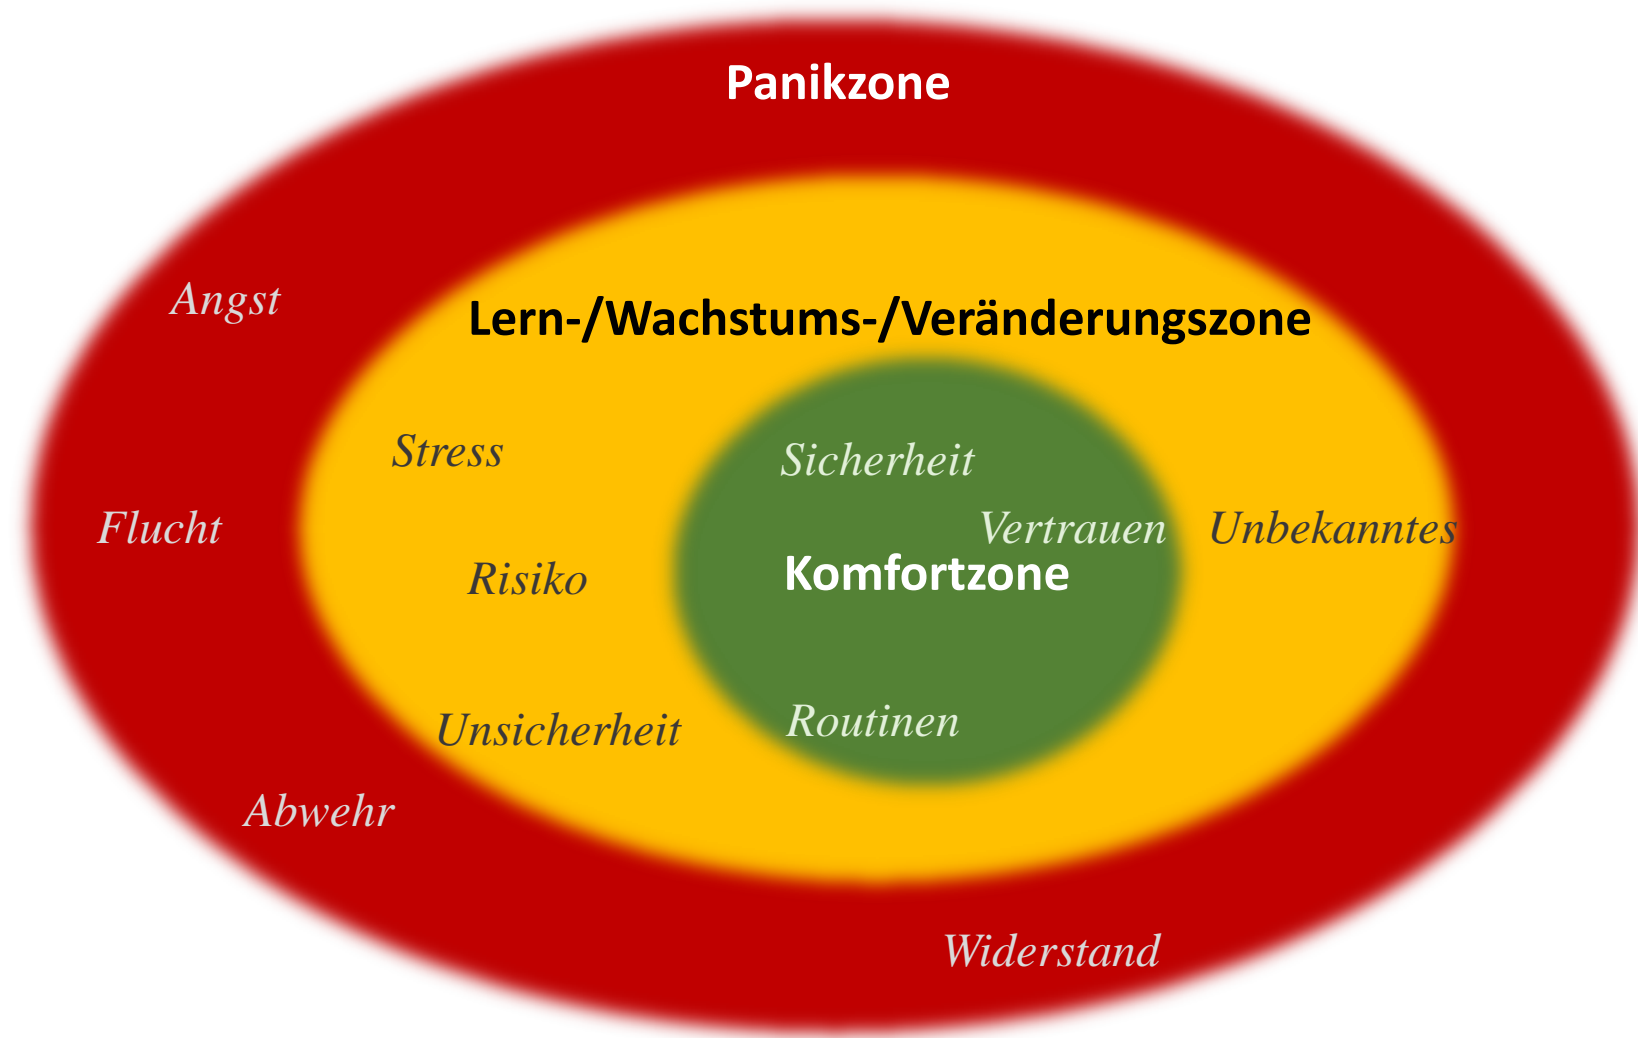 Panikzone
Angst
Lern-/Wachstums-/Veränderungszone
Stress
Sicherheit
Flucht
Vertrauen
Unbekanntes
Risiko
Komfortzone
Unsicherheit
Routinen
Abwehr
Widerstand